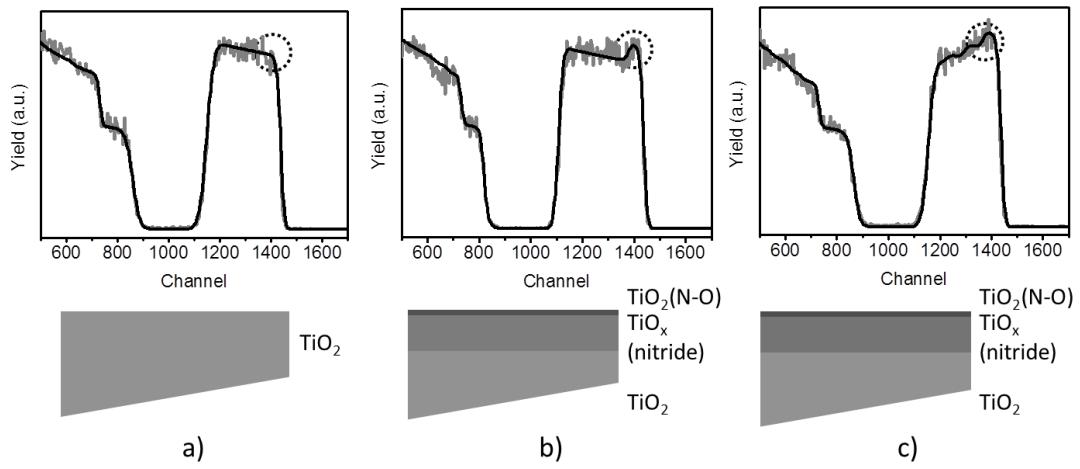 Yield (a.u.)
600 800 1000 1200 1400 1600
Channel
TiO2
a)
Yield (a.u.)
600 800 1000 1200 1400 1600
Channel
TiO2(N-O)
TiOx
(nitride)
TiO2
b)
Yield (a.u.)
600 800 1000 1200 1400 1600
Channel
TiO2(N-O)
TiOx
(nitride)
TiO2
c)